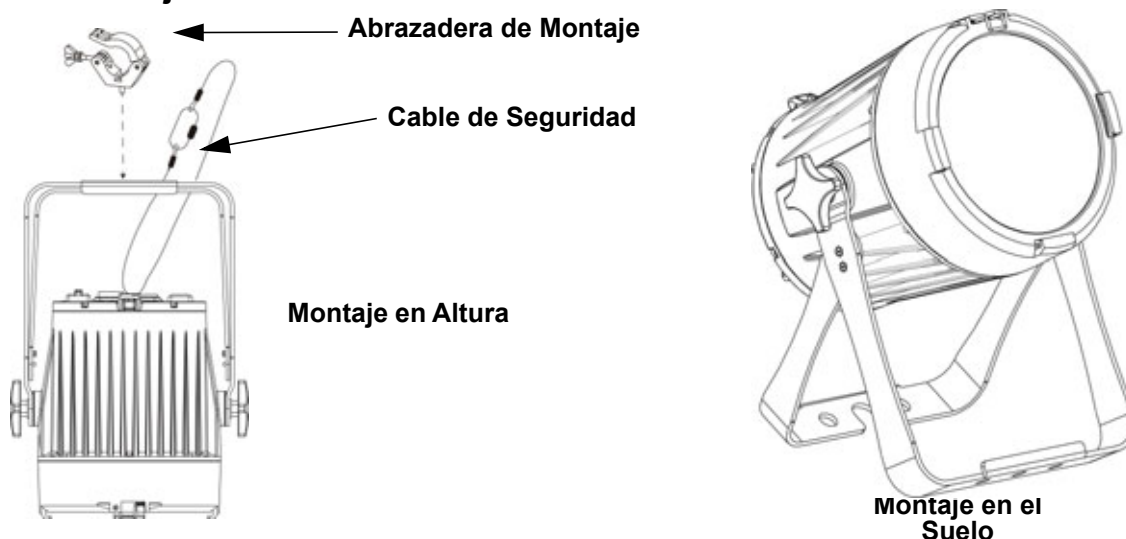 Abrazadera de Montaje
Cable de Seguridad
Montaje en Altura
Montaje en el
Suelo